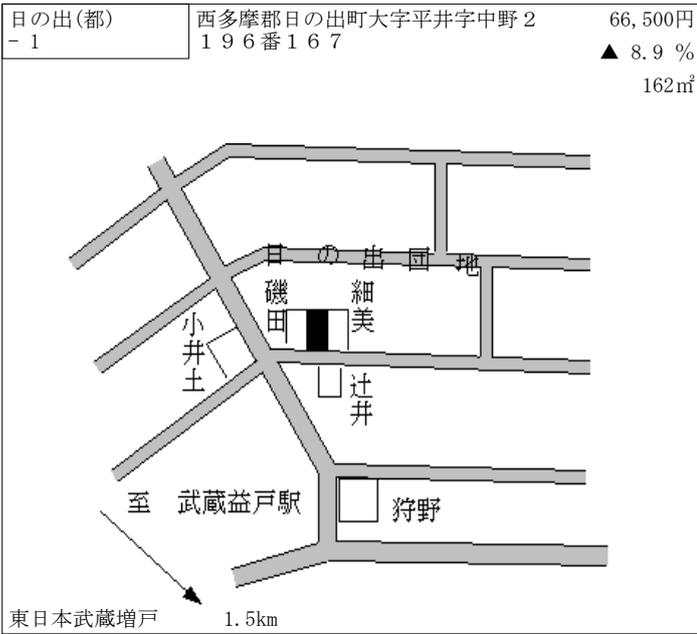 日の出(都)
- 1
西多摩郡日の出町大字平井字中野２
１９６番１６７
66,500円
▲ 8.9 %
162㎡
日の出団地
磯田
細美
小井土
辻井
至　武蔵益戸駅
狩野
東日本武蔵増戸
1.5km